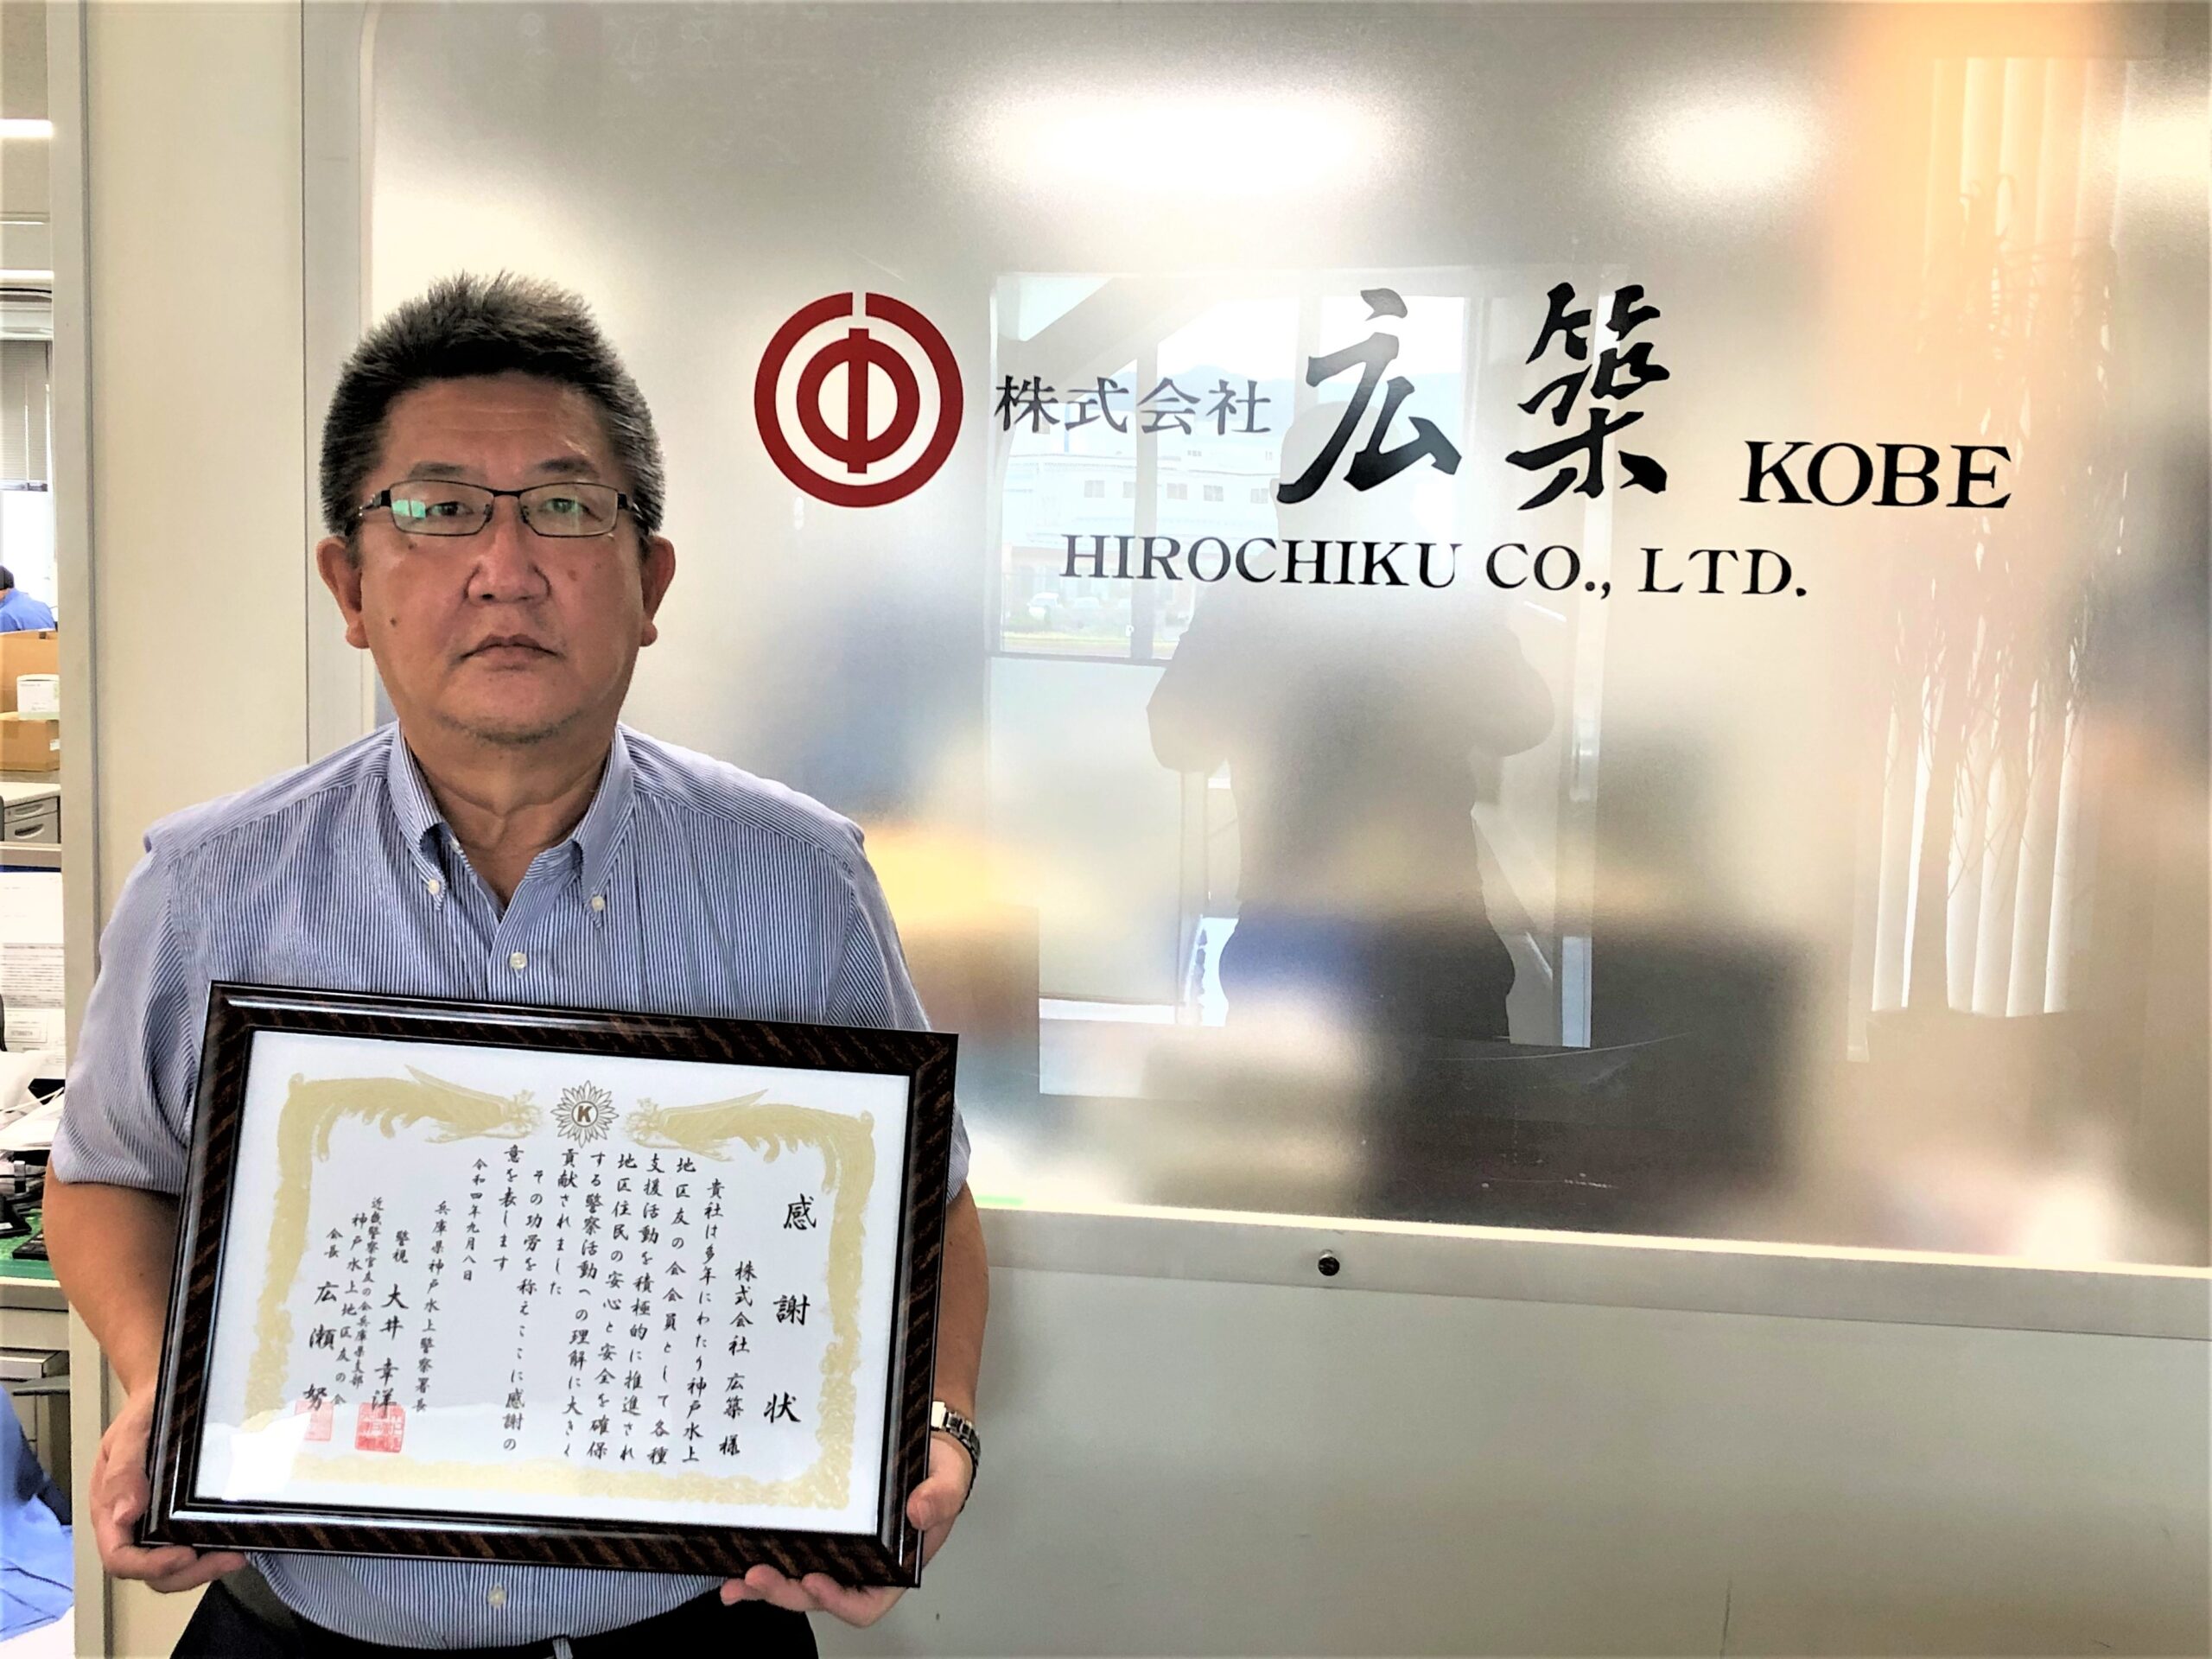 株式会社 広築 KOBE
HIROCHIKU CO., LTD.
K
感謝状
株式会社 広築 様
貴社は多年にわたり神戸水上
地区友の会会員として各種
支援活動を積極的に推進され
地区住民の安心と安全を確保
する警察活動への理解に大きく
貢献されました
その功労を称えここに感謝の
意を表します
令和四年九月八日
兵庫県神戸水上警察署長
警視 大井 幸洋
近畿警察官友の会兵庫県支部
神戸水上地区友の会
会長 広瀬 努